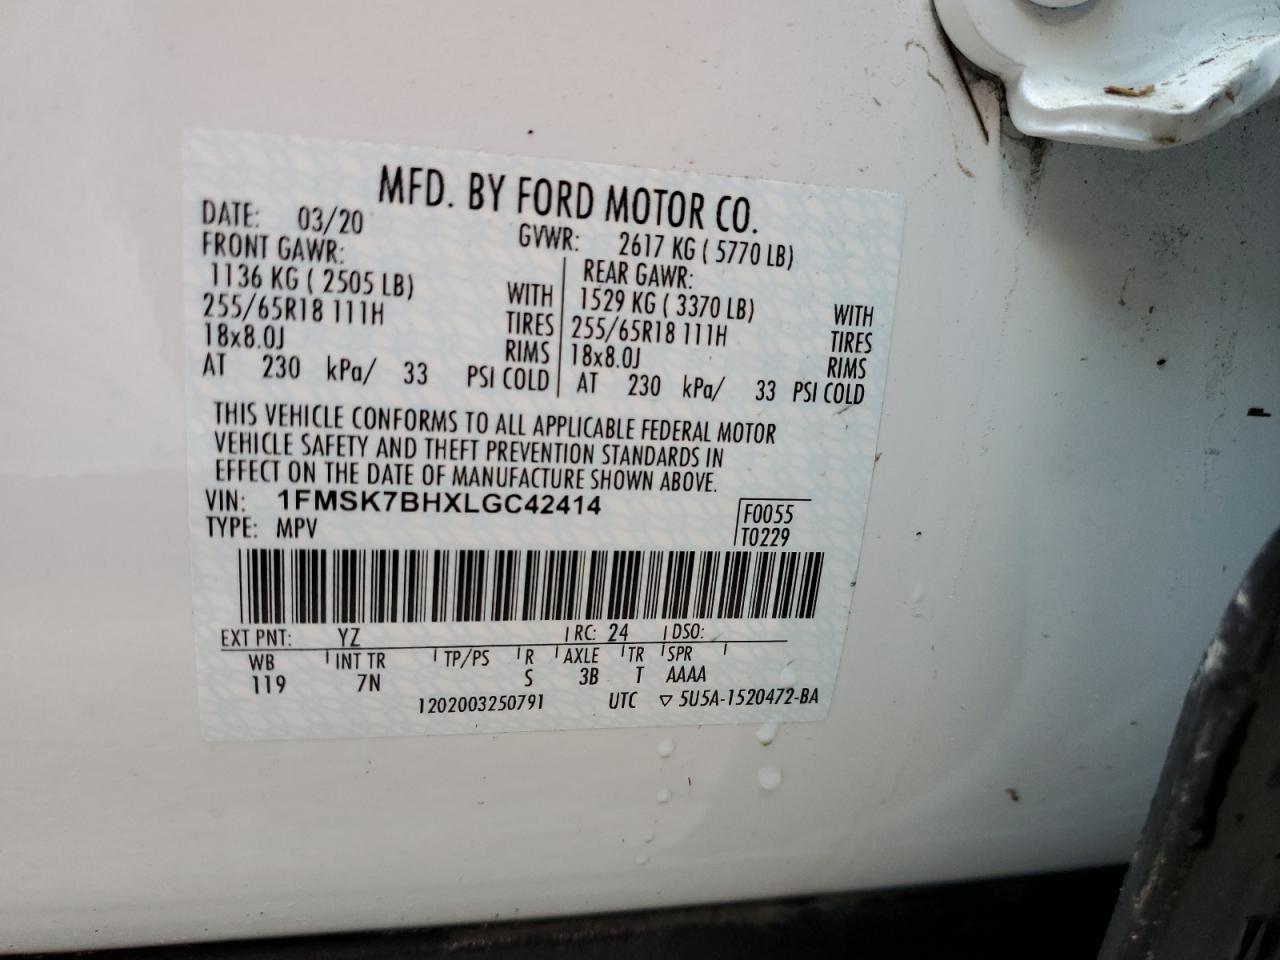 MFD. BY FORD MOTOR CO.
DATE: 03/20 GVWR: 2617 KG ( 5770 LB)
FRONT GAWR: REAR GAWR:
1136 KG ( 2505 LB) WITH 1529 KG ( 3370 LB) WITH
255/65R18 111H TIRES 255/65R18 111H TIRES
18x8.0J RIMS 18x8.0J RIMS
AT 230 kPa/ 33 PSI COLD AT 230 kPa/ 33 PSI COLD
THIS VEHICLE CONFORMS TO ALL APPLICABLE FEDERAL MOTOR
VEHICLE SAFETY AND THEFT PREVENTION STANDARDS IN
EFFECT ON THE DATE OF MANUFACTURE SHOWN ABOVE.
VIN: 1FMSK7BHXLGC42414 F0055
TYPE: MPV T0229
EXT PNT: YZ RC: 24 DSO:
WB INT TR TP/PS R AXLE TR SPR
119 7N S 3B T AAAA
1202003250791 UTC ▽ 5U5A-1520472-BA